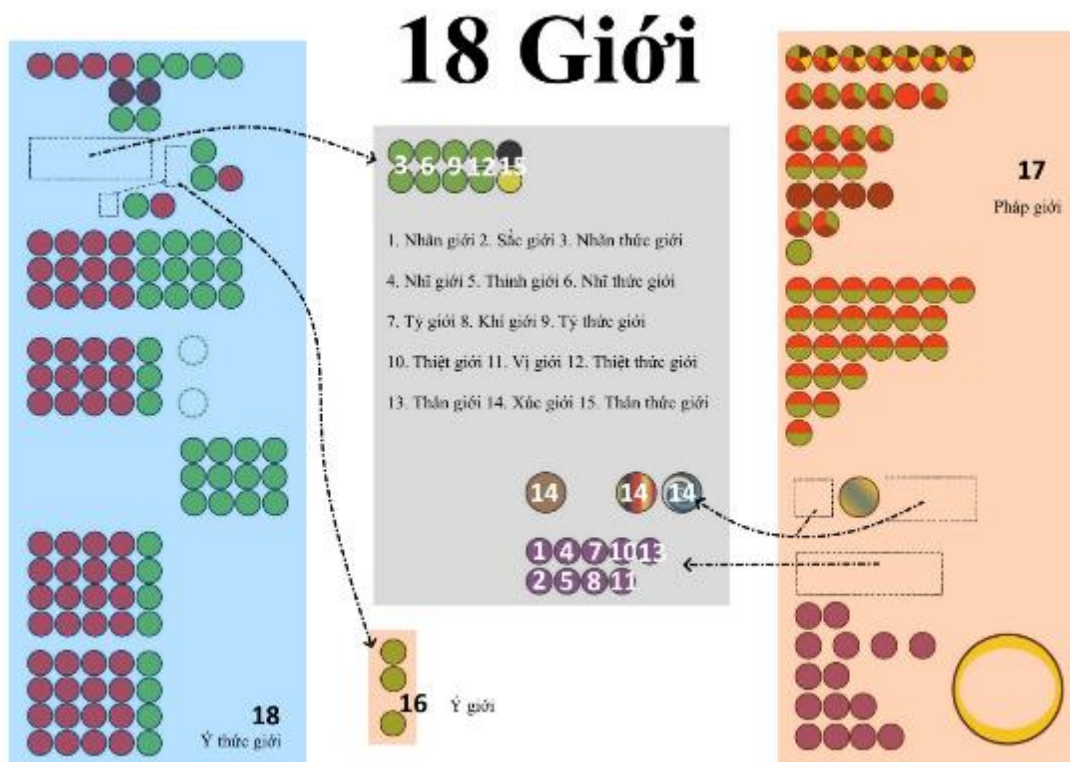 18 Giới
3 6 9 12 15
1. Nhãn giới 2. Sắc giới 3. Nhãn thức giới
4. Nhĩ giới 5. Thinh giới 6. Nhĩ thức giới
7. Tỷ giới 8. Khí giới 9. Tỷ thức giới
10. Thiệt giới 11. Vị giới 12. Thiệt thức giới
13. Thân giới 14. Xúc giới 15. Thân thức giới
14 14 14
1 4 7 10 13
2 5 8 11
16 Ý giới
17
Pháp giới
18
Ý thức giới